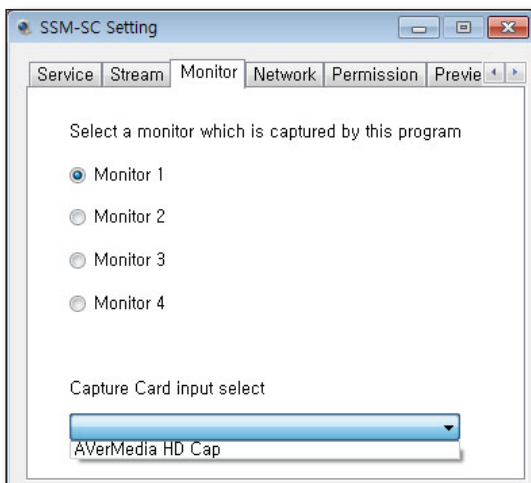 SSM-SC Setting
Service Stream Monitor Network Permission Previe
Select a monitor which is captured by this program
Monitor 1
Monitor 2
Monitor 3
Monitor 4
Capture Card input select
AVerMedia HD Cap